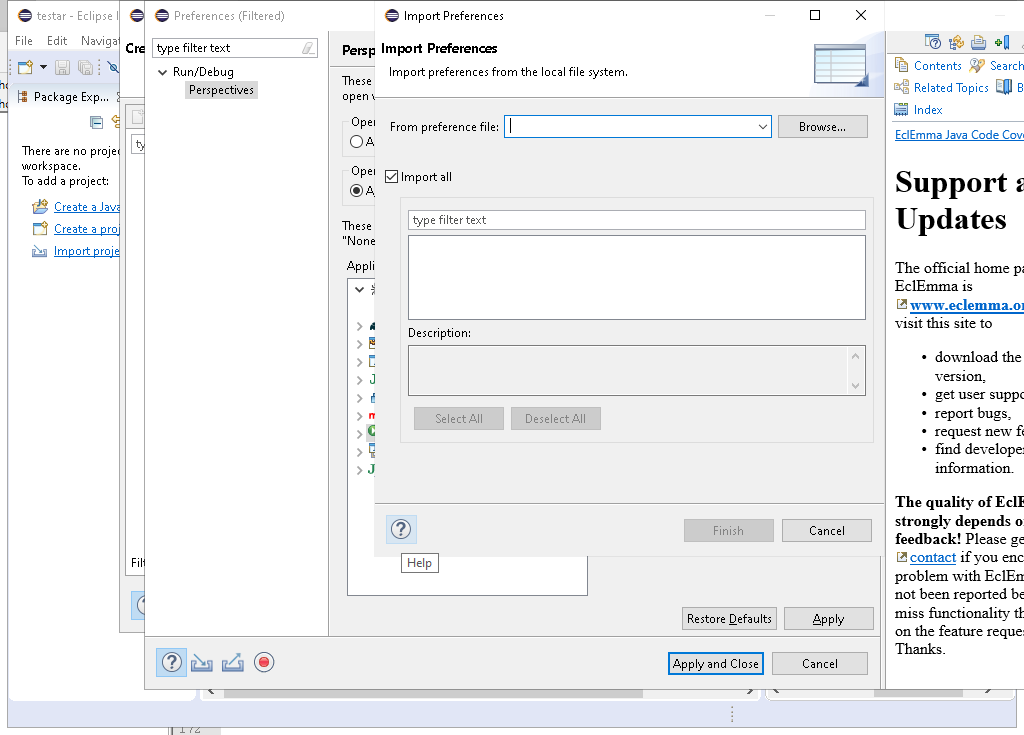 testar - Eclipse I
File Edit Navigat
Package Exp...
There are no projec
workspace.
To add a project:
Create a Java
Create a proj
Import proje
Cre
ty
Filt
Preferences (Filtered)
type filter text
Run/Debug
Perspectives
Persp
These
open w
Open
A
Open
A
These
"None
Appli
Restore Defaults
Apply
Apply and Close
Cancel
Import Preferences
Import Preferences
Import preferences from the local file system.
From preference file:
Browse...
Import all
type filter text
Description:
Select All
Deselect All
Finish
Cancel
Help
Contents Search
Related Topics B
Index
EclEmma Java Code Cove
Support a
Updates
The official home pa
EclEmma is
www.eclemma.or
visit this site to
• download the
version,
• get user suppo
• report bugs,
• request new fe
• find developer
information.
The quality of EclE
strongly depends o
feedback! Please ge
contact if you enc
problem with EclEm
not been reported be
miss functionality th
on the feature reques
Thanks.
172